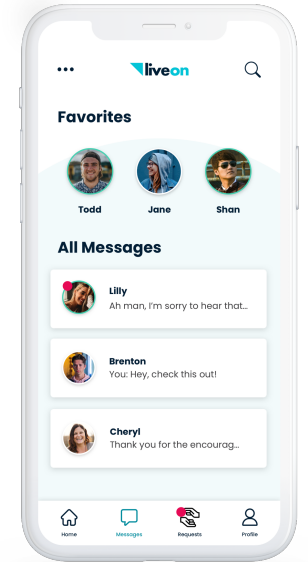 liveon
Favorites
Todd Jane Shan
All Messages
Lilly
Ah man, I'm sorry to hear that...
Brenton
You: Hey, check this out!
Cheryl
Thank you for the encourag...
Home Messages Requests Profile